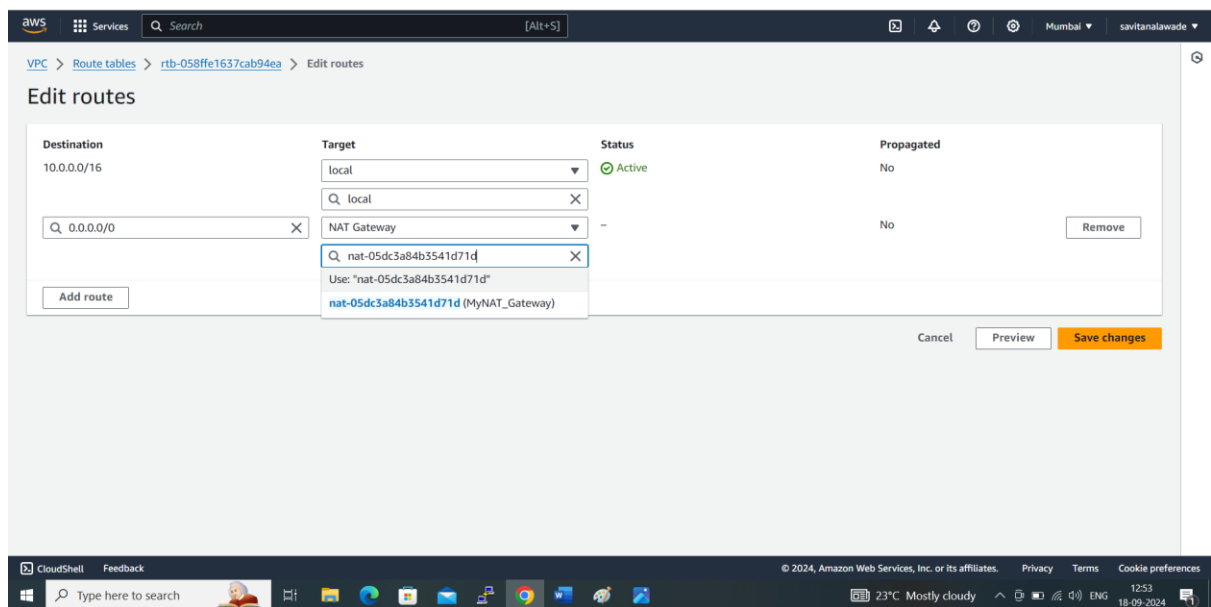 aws
Services
Search
[Alt+S]
Mumbai
savitanalawade
VPC > Route tables > rtb-058ffe1637cab94ea > Edit routes
Edit routes
Destination Target Status Propagated
10.0.0.0/16 local Active No
local
0.0.0.0/0 NAT Gateway – No Remove
nat-05dc3a84b3541d71d
Use: "nat-05dc3a84b3541d71d"
Add route
nat-05dc3a84b3541d71d (MyNAT_Gateway)
Cancel Preview Save changes
CloudShell Feedback © 2024, Amazon Web Services, Inc. or its affiliates. Privacy Terms Cookie preferences
Type here to search 23°C Mostly cloudy ENG 12:53
18-09-2024